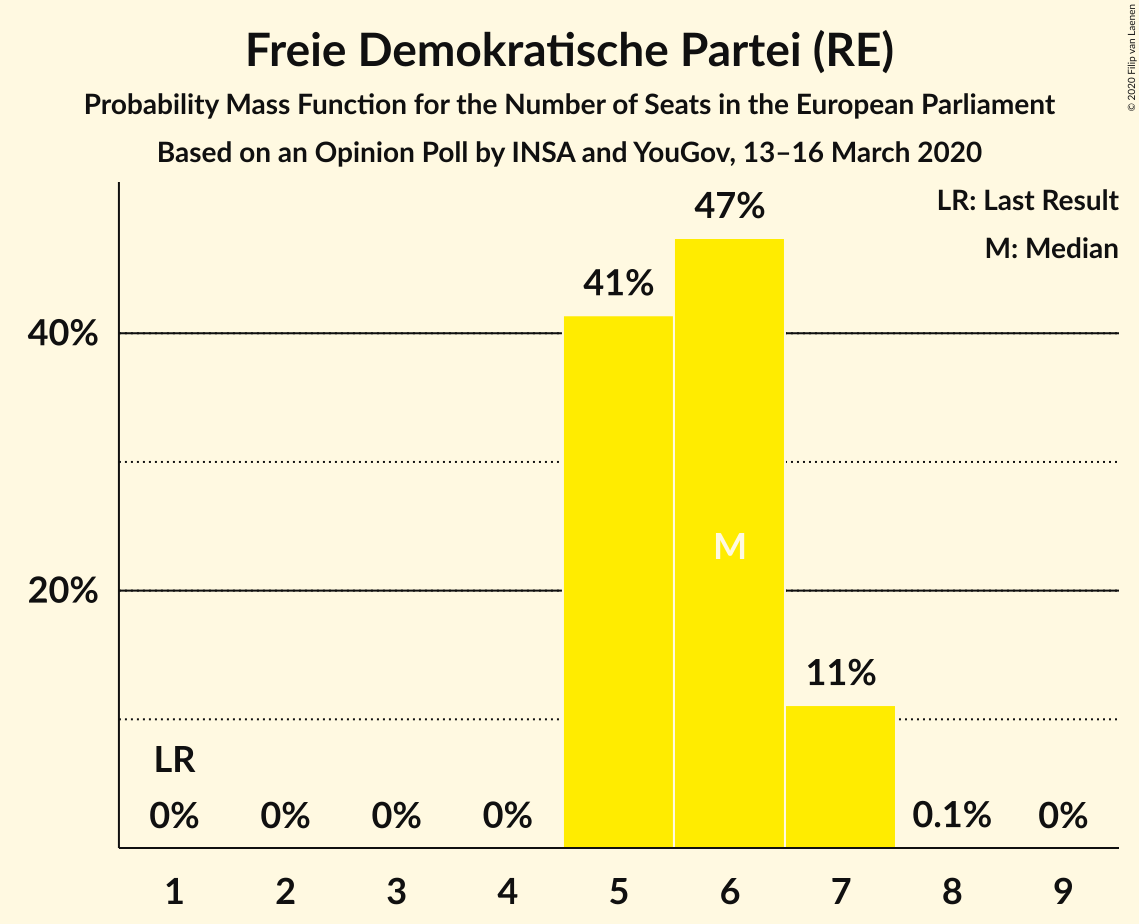 Freie Demokratische Partei (RE)
Probability Mass Function for the Number of Seats in the European Parliament
Based on an Opinion Poll by INSA and YouGov, 13–16 March 2020
© 2020 Filip van Laenen
LR: Last Result
M: Median
47%
41%
40%
M
20%
11%
LR
0% 0% 0% 0% 0.1% 0%
1 2 3 4 5 6 7 8 9